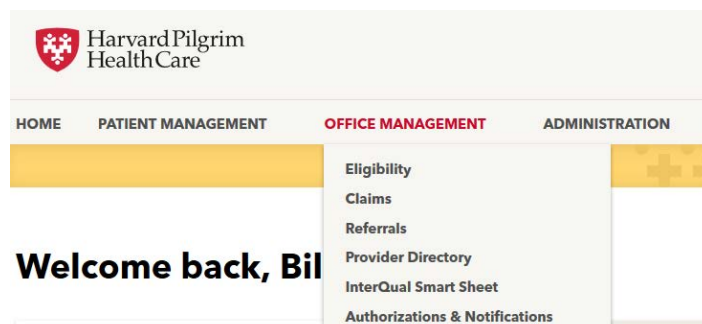 Harvard Pilgrim
HealthCare
HOME PATIENT MANAGEMENT OFFICE MANAGEMENT ADMINISTRATION
Eligibility
Claims
Referrals
Provider Directory
InterQual Smart Sheet
Authorizations & Notifications
Welcome back, Bil